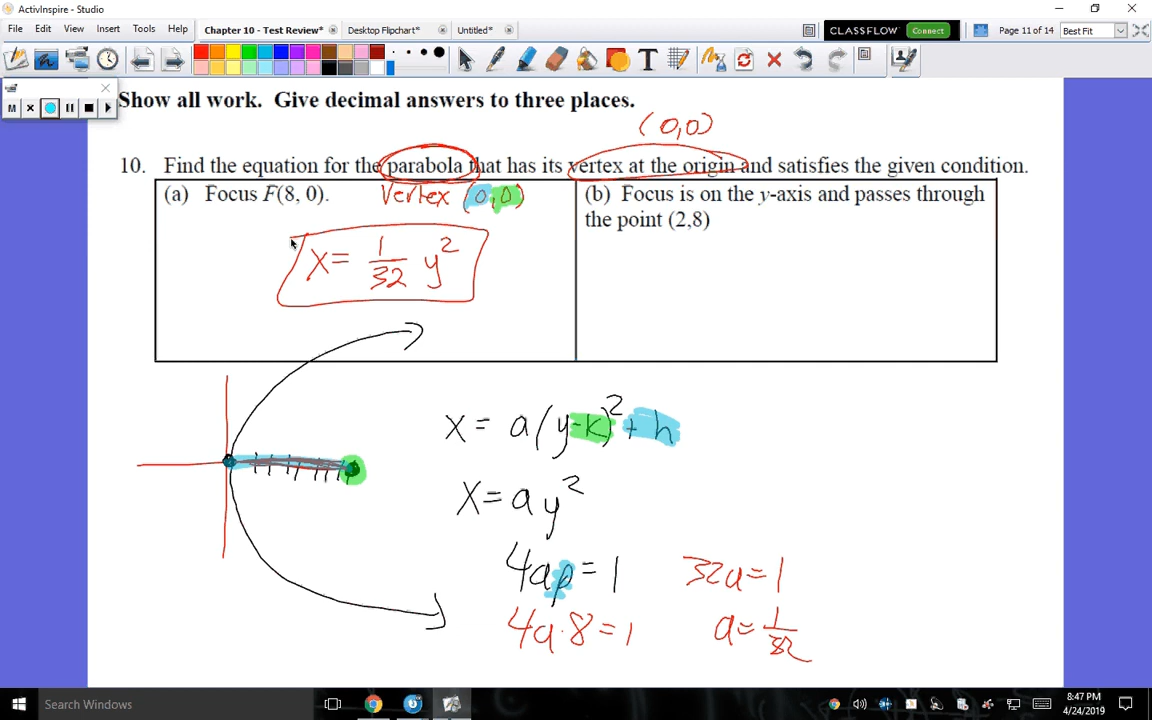 ActivInspire - Studio
File Edit View Insert Tools Help Chapter 10 - Test Review* Desktop Flipchart* Untitled* CLASSFLOW Connect Page 11 of 14 Best Fit
M
Show all work. Give decimal answers to three places.
(0,0)
10. Find the equation for the parabola that has its vertex at the origin and satisfies the given condition.
(a) Focus F(8, 0). Vertex (0,0)
(b) Focus is on the y-axis and passes through
the point (2,8)
x = 1/32 y²
x = a(y-k)² + h
x = ay²
4ap = 1 32a = 1
4a·8 = 1 a = 1/32
Search Windows
8:47 PM
4/24/2019